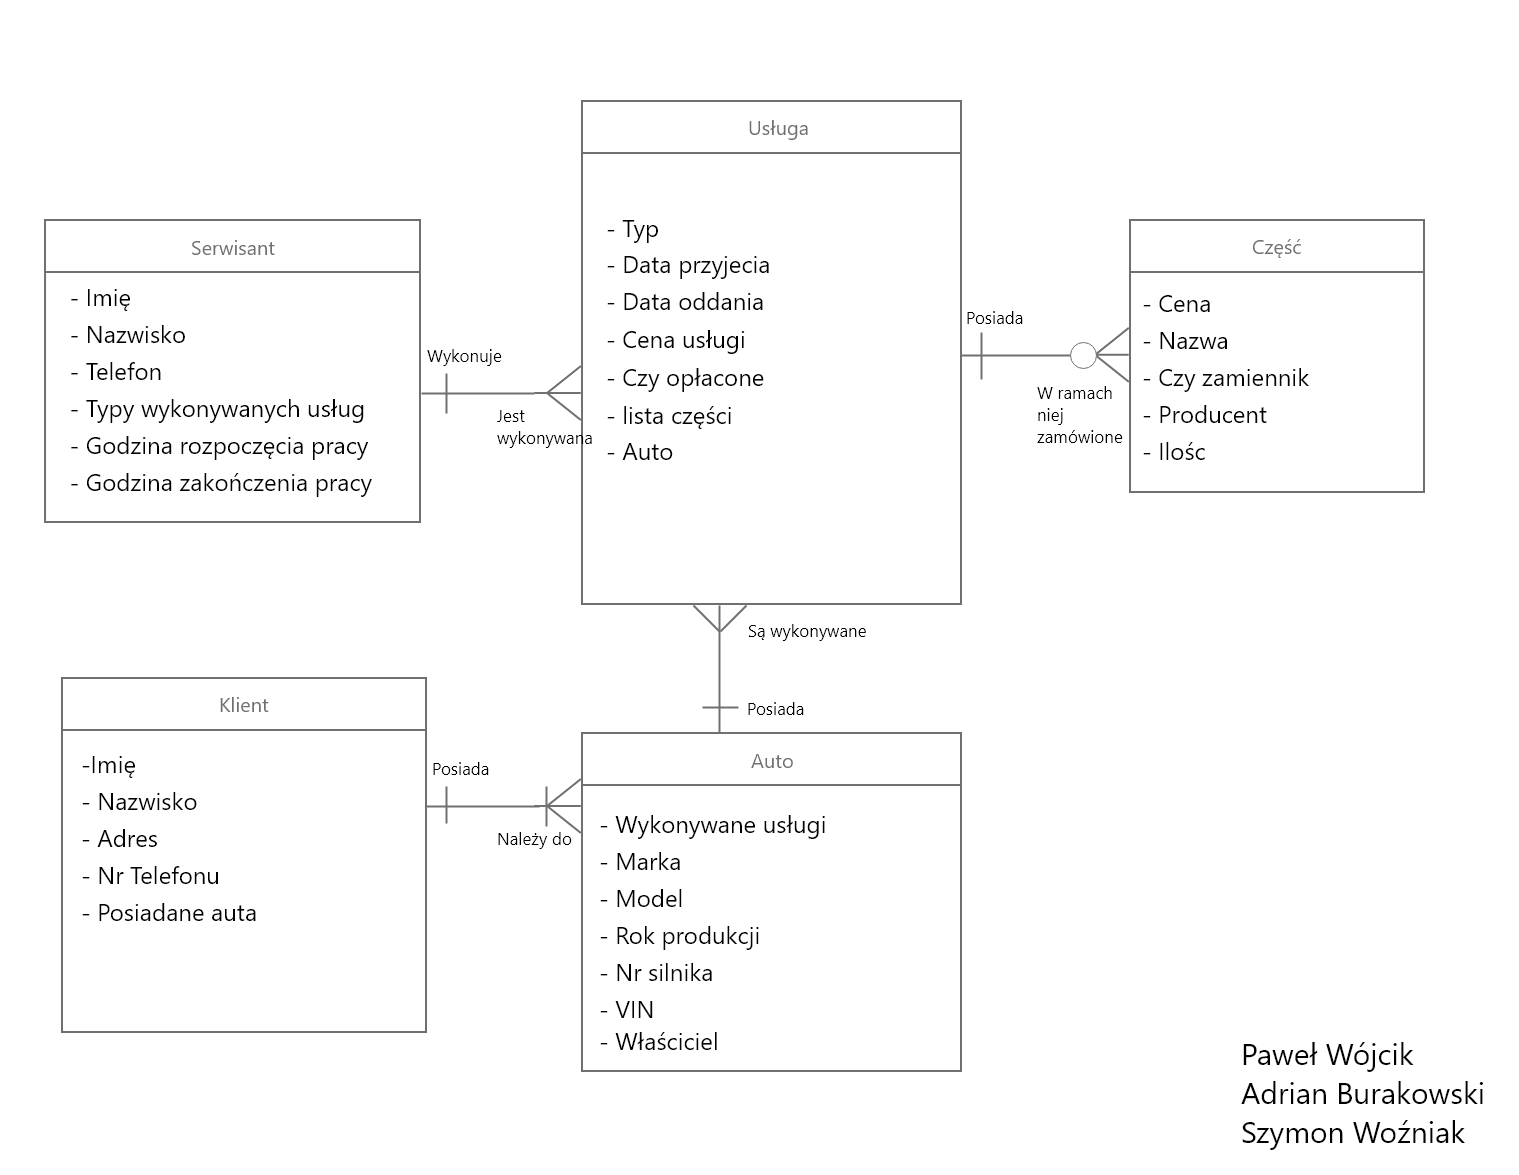 Usługa
- Typ
- Data przyjecia
- Data oddania
- Cena usługi
- Czy opłacone
- lista części
- Auto
Serwisant
- Imię
- Nazwisko
- Telefon
- Typy wykonywanych usług
- Godzina rozpoczęcia pracy
- Godzina zakończenia pracy
Wykonuje
Jest
wykonywana
Posiada
W ramach
niej
zamówione
Część
- Cena
- Nazwa
- Czy zamiennik
- Producent
- Ilośc
Są wykonywane
Posiada
Klient
-Imię
- Nazwisko
- Adres
- Nr Telefonu
- Posiadane auta
Posiada
Należy do
Auto
- Wykonywane usługi
- Marka
- Model
- Rok produkcji
- Nr silnika
- VIN
- Właściciel
Paweł Wójcik
Adrian Burakowski
Szymon Woźniak